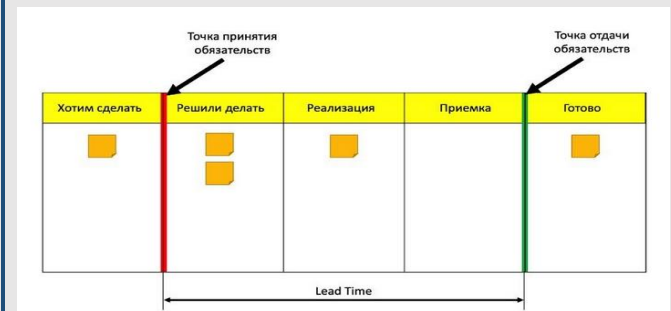 Точка принятия
обязательств
Точка отдачи
обязательств
Хотим сделать
Решили делать
Реализация
Приемка
Готово
Lead Time